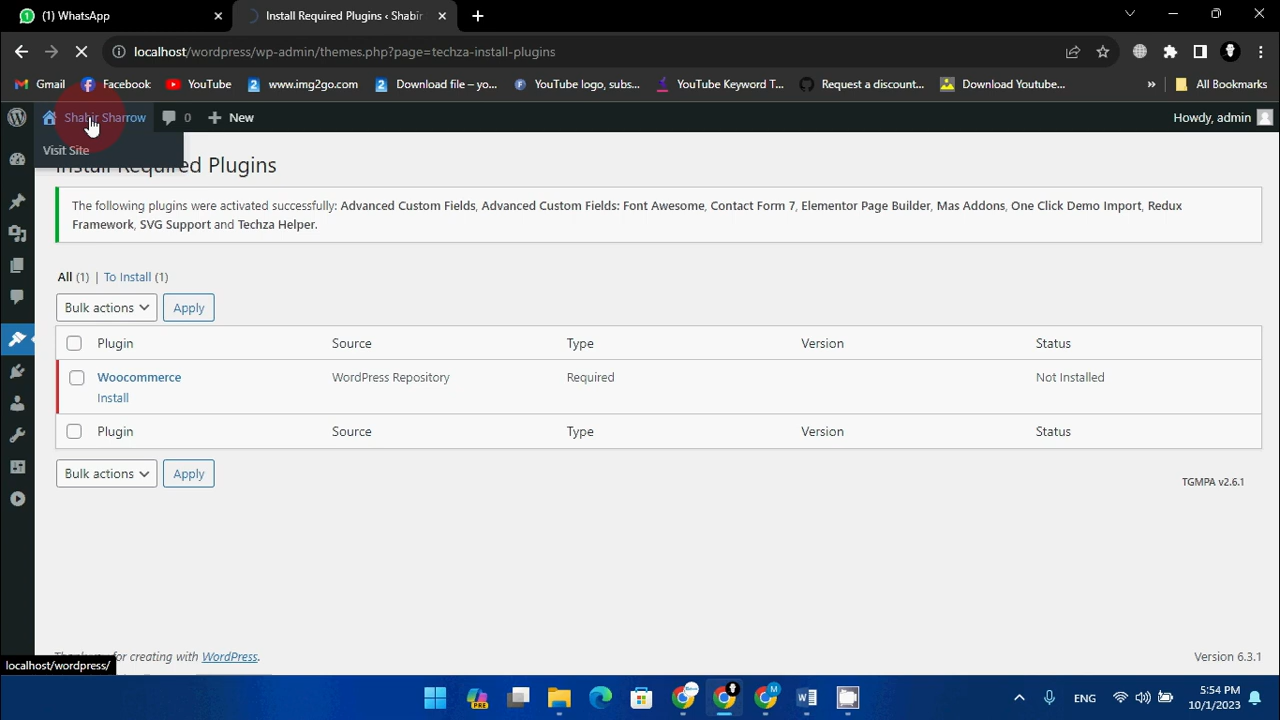 (1) WhatsApp
Install Required Plugins ‹ Shabir
localhost/wordpress/wp-admin/themes.php?page=techza-install-plugins
Gmail
Facebook
YouTube
www.img2go.com
Download file – yo...
YouTube logo, subs...
YouTube Keyword T...
Request a discount...
Download Youtube...
»
All Bookmarks
Shabir Sharrow
0
New
Howdy, admin
Visit Site
Install Required Plugins
The following plugins were activated successfully: Advanced Custom Fields, Advanced Custom Fields: Font Awesome, Contact Form 7, Elementor Page Builder, Mas Addons, One Click Demo Import, Redux
Framework, SVG Support and Techza Helper.
All (1) | To Install (1)
Bulk actions Apply
Plugin Source Type Version Status
Woocommerce WordPress Repository Required Not Installed
Install
Plugin Source Type Version Status
Bulk actions Apply
TGMPA v2.6.1
Thank you for creating with WordPress.
Version 6.3.1
localhost/wordpress/
PRE
M
ENG
5:54 PM
10/1/2023